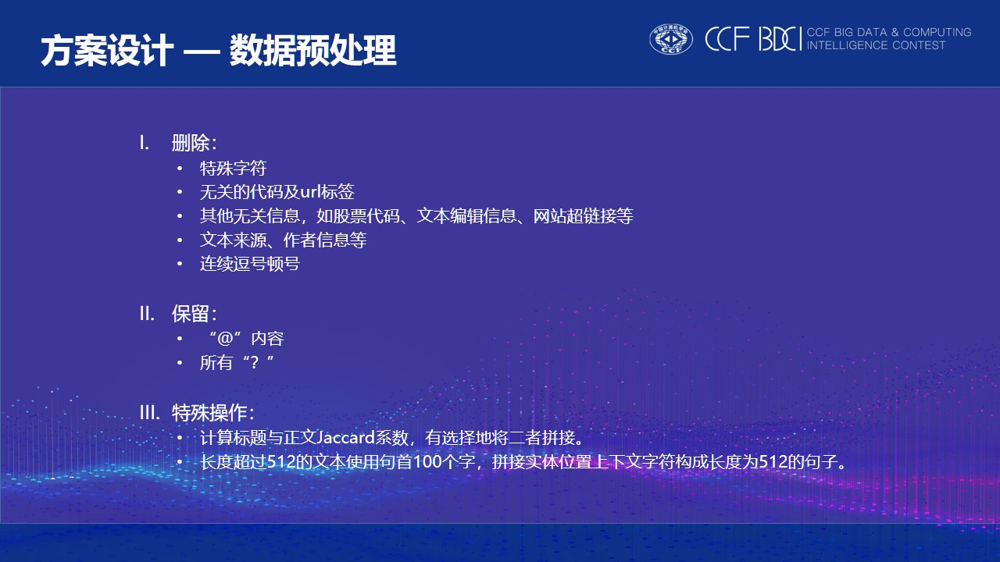 方案设计 — 数据预处理
CCF
CCF BDCI
CCF BIG DATA & COMPUTING
INTELLIGENCE CONTEST
I. 删除：
• 特殊字符
• 无关的代码及url标签
• 其他无关信息，如股票代码、文本编辑信息、网站超链接等
• 文本来源、作者信息等
• 连续逗号顿号
II. 保留：
• “@”内容
• 所有“？”
III. 特殊操作：
• 计算标题与正文Jaccard系数，有选择地将二者拼接。
• 长度超过512的文本使用句首100个字，拼接实体位置上下文字符构成长度为512的句子。